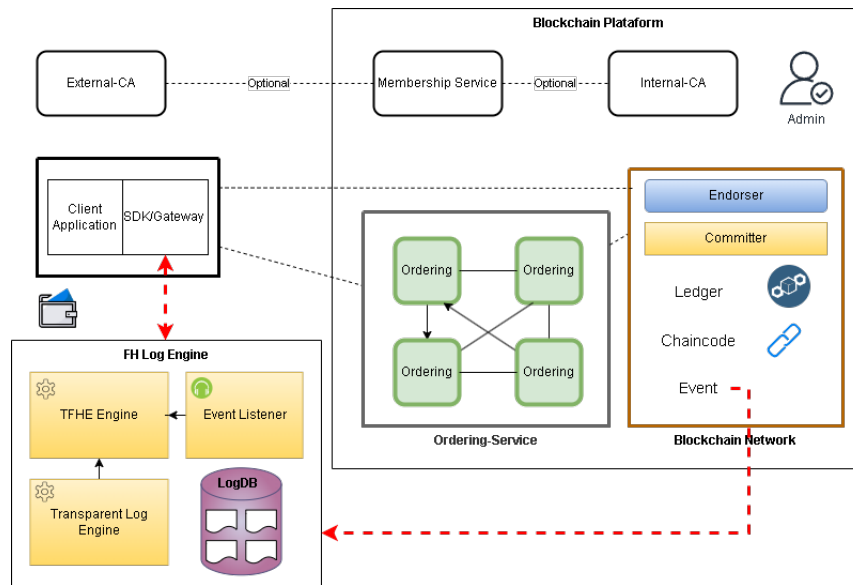 Blockchain Plataform
External-CA
Optional
Membership Service
Optional
Internal-CA
Admin
Client
Application
SDK/Gateway
Endorser
Committer
Ordering
Ordering
Ledger
Chaincode
Ordering
Ordering
Event
Ordering-Service
Blockchain Network
FH Log Engine
TFHE Engine
Event Listener
LogDB
Transparent Log
Engine